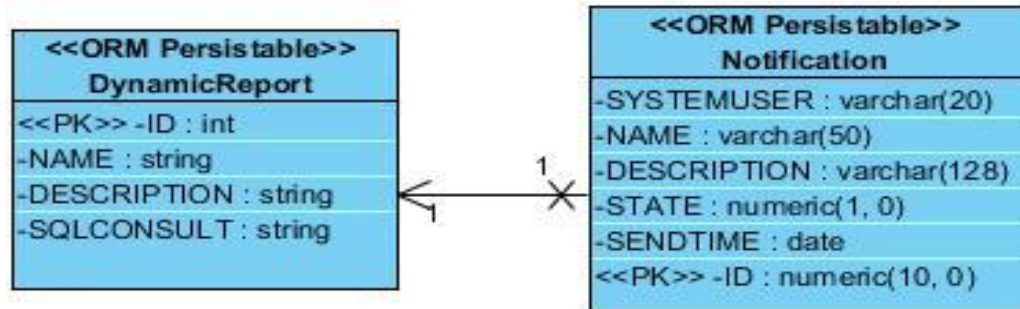 <<ORM Persistable>>
DynamicReport
<<PK>> -ID : int
-NAME : string
-DESCRIPTION : string
-SQLCONSULT : string
1
1
<<ORM Persistable>>
Notification
-SYSTEMUSER : varchar(20)
-NAME : varchar(50)
-DESCRIPTION : varchar(128)
-STATE : numeric(1, 0)
-SENDTIME : date
<<PK>> -ID : numeric(10, 0)